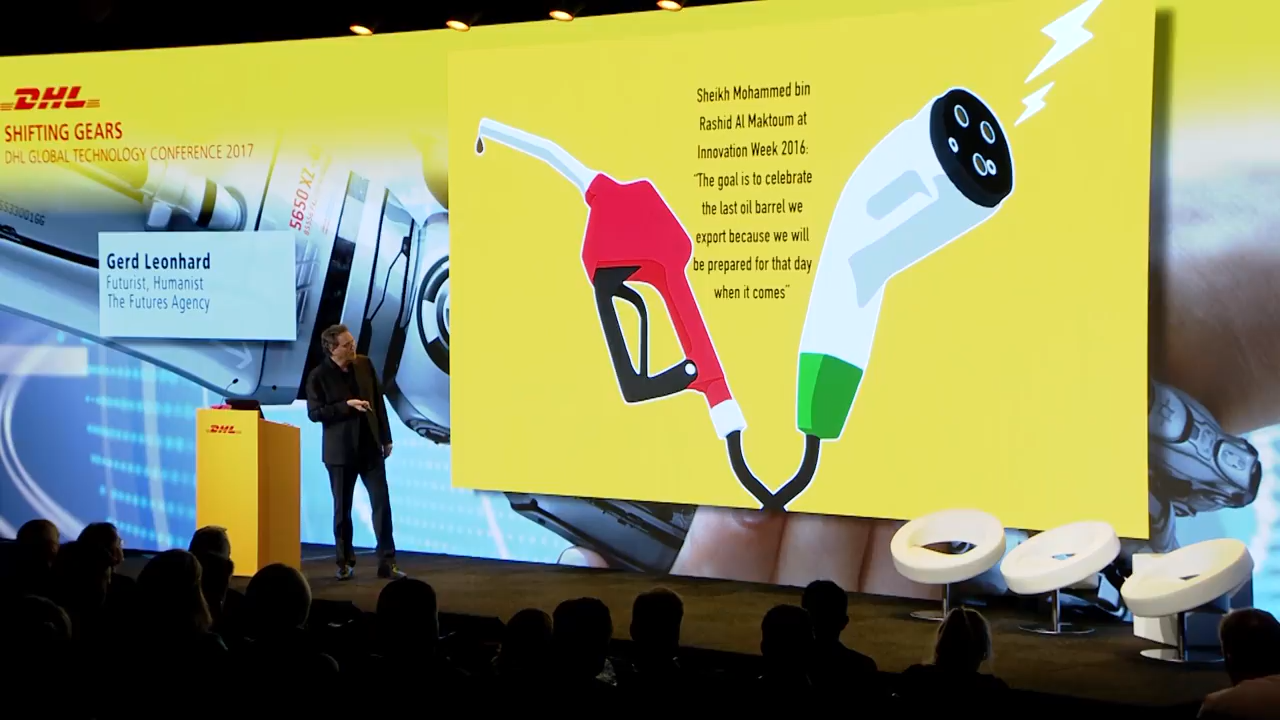 DHL
SHIFTING GEARS
DHL GLOBAL TECHNOLOGY CONFERENCE 2017
5650 XZ
Gerd Leonhard
Futurist, Humanist
The Futures Agency
DHL
Sheikh Mohammed bin
Rashid Al Maktoum at
Innovation Week 2016:
“The goal is to celebrate
the last oil barrel we
export because we will
be prepared for that day
when it comes”